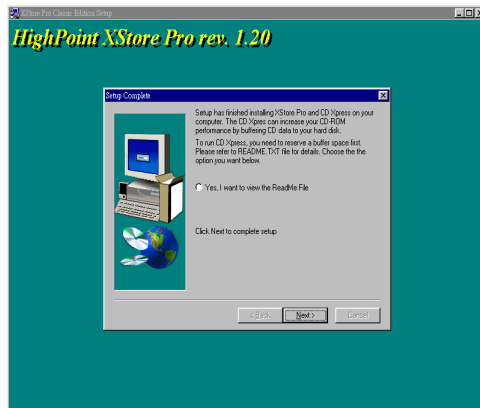 XStore Pro Classic Edition Setup
HighPoint XStore Pro rev. 1.20
Setup Complete
Setup has finished installing XStore Pro and CD Xpress on your
computer. The CD Xpres can increase your CD-ROM
performance by buffering CD data to your hard disk.
To run CD Xpress, you need to reserve a buffer space first.
Please refer to README.TXT file for details. Choose the the
option you want below.
Yes, I want to view the ReadMe File
Click Next to complete setup
< Back
Next >
Cancel